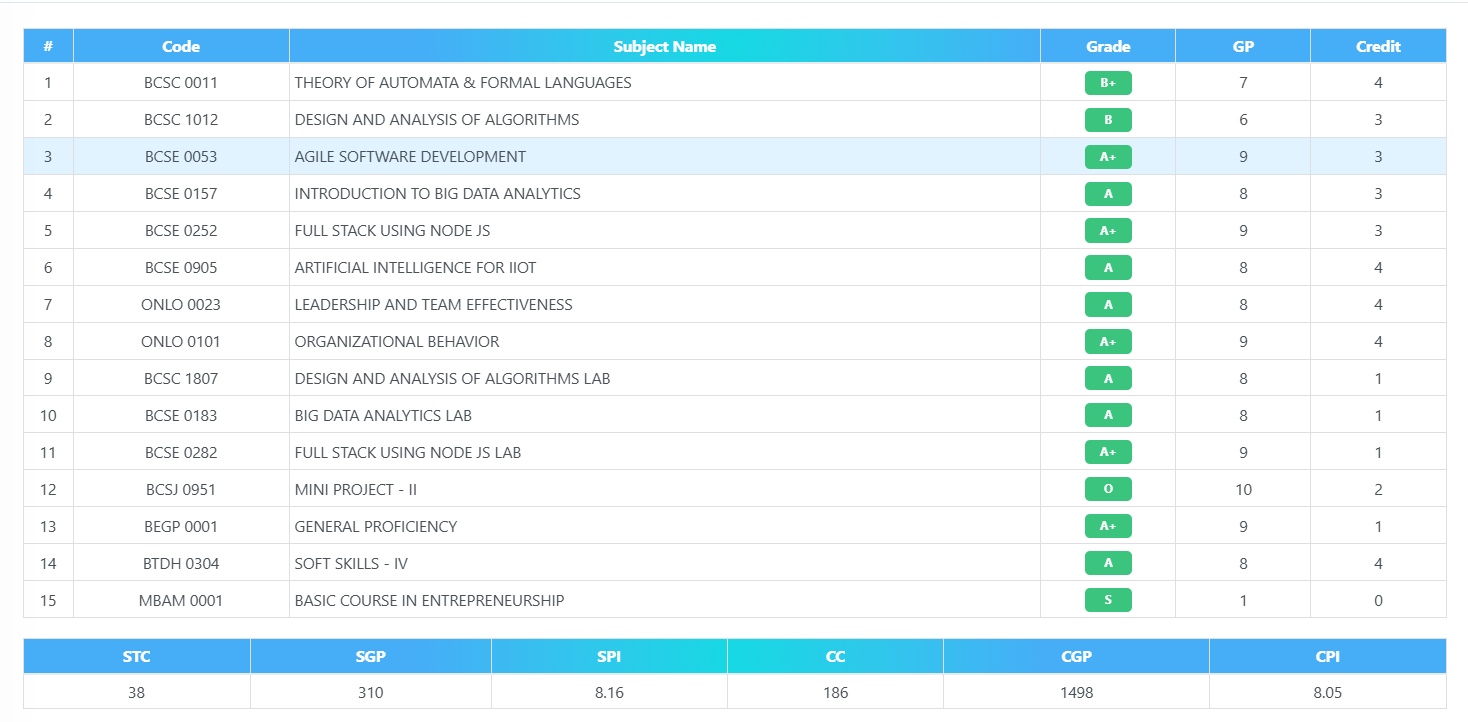 # Code Subject Name Grade GP Credit
1 BCSC 0011 THEORY OF AUTOMATA & FORMAL LANGUAGES B+ 7 4
2 BCSC 1012 DESIGN AND ANALYSIS OF ALGORITHMS B 6 3
3 BCSE 0053 AGILE SOFTWARE DEVELOPMENT A+ 9 3
4 BCSE 0157 INTRODUCTION TO BIG DATA ANALYTICS A 8 3
5 BCSE 0252 FULL STACK USING NODE JS A+ 9 3
6 BCSE 0905 ARTIFICIAL INTELLIGENCE FOR IIOT A 8 4
7 ONLO 0023 LEADERSHIP AND TEAM EFFECTIVENESS A 8 4
8 ONLO 0101 ORGANIZATIONAL BEHAVIOR A+ 9 4
9 BCSC 1807 DESIGN AND ANALYSIS OF ALGORITHMS LAB A 8 1
10 BCSE 0183 BIG DATA ANALYTICS LAB A 8 1
11 BCSE 0282 FULL STACK USING NODE JS LAB A+ 9 1
12 BCSJ 0951 MINI PROJECT - II O 10 2
13 BEGP 0001 GENERAL PROFICIENCY A+ 9 1
14 BTDH 0304 SOFT SKILLS - IV A 8 4
15 MBAM 0001 BASIC COURSE IN ENTREPRENEURSHIP S 1 0
STC SGP SPI CC CGP CPI
38 310 8.16 186 1498 8.05